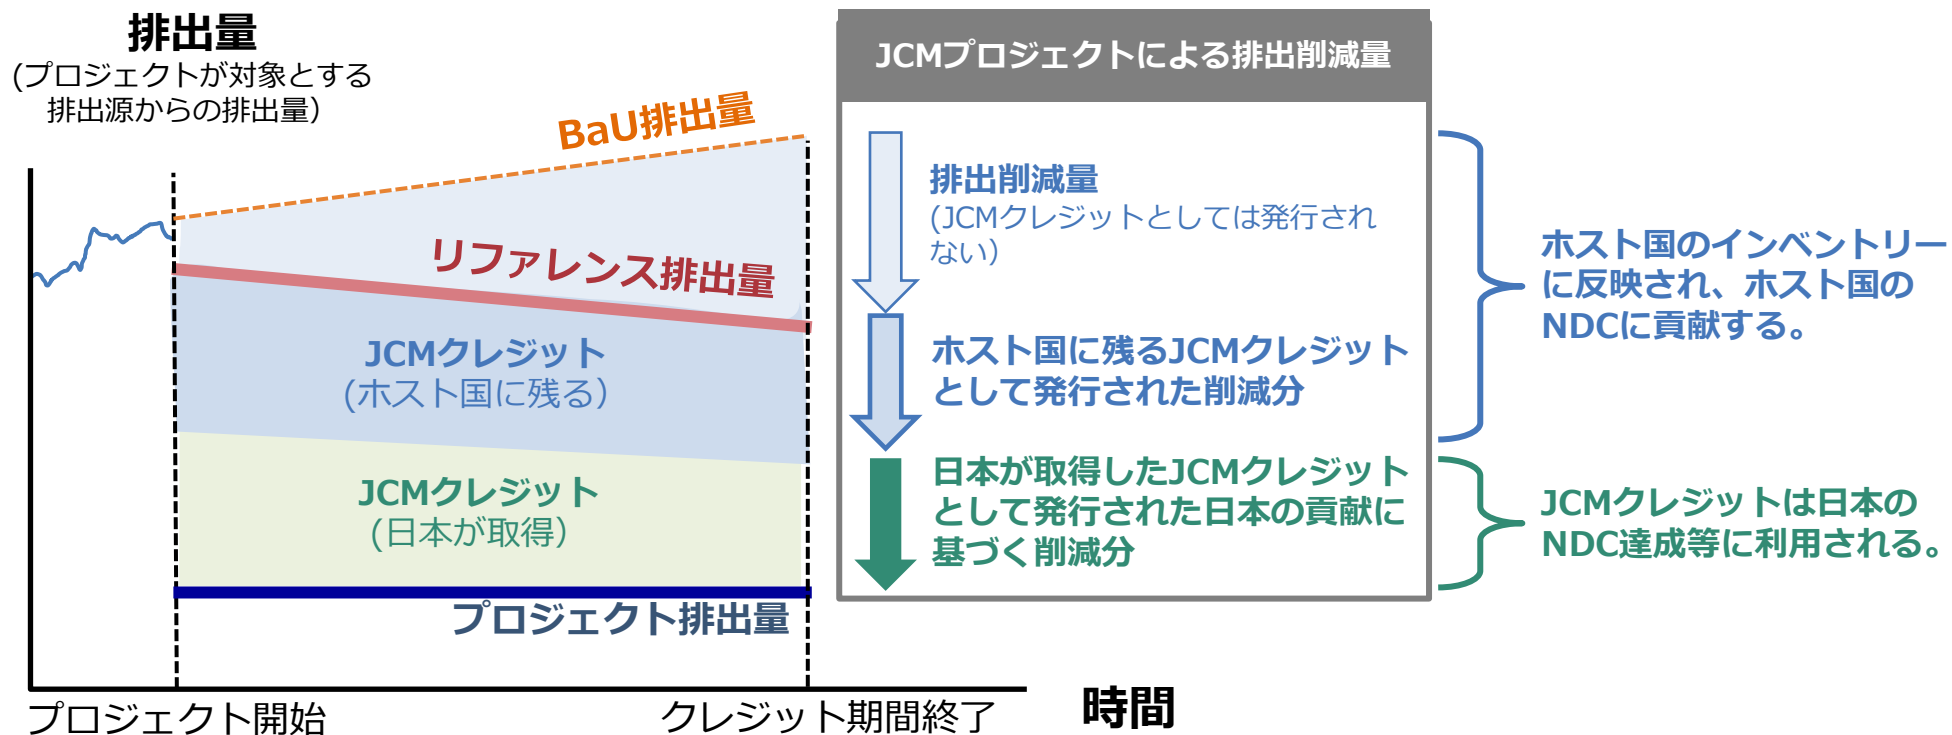 排出量
(プロジェクトが対象とする
排出源からの排出量）
BaU排出量
リファレンス排出量
JCMクレジット
(ホスト国に残る）
JCMクレジット
(日本が取得）
プロジェクト排出量
プロジェクト開始
クレジット期間終了
時間
JCMプロジェクトによる排出削減量
排出削減量
(JCMクレジットとしては発行され
ない）
ホスト国に残るJCMクレジット
として発行された削減分
日本が取得したJCMクレジット
として発行された日本の貢献に
基づく削減分
ホスト国のインベントリー
に反映され、ホスト国の
NDCに貢献する。
JCMクレジットは日本の
NDC達成等に利用される。